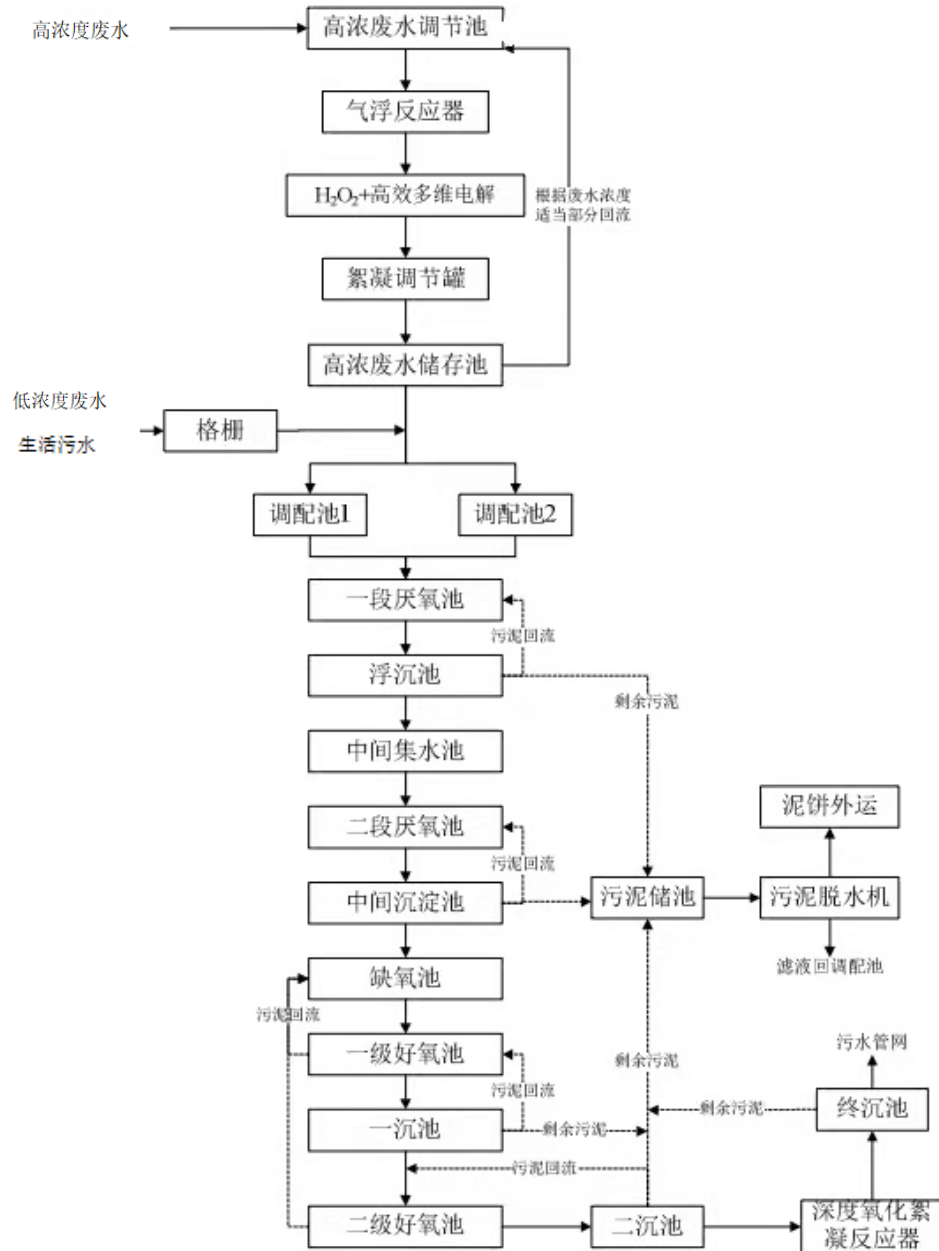 高浓度废水
高浓废水调节池
气浮反应器
H₂O₂+高效多维电解
根据废水浓度
适当部分回流
絮凝调节罐
高浓废水储存池
低浓度废水
生活污水
格栅
调配池1
调配池2
一段厌氧池
污泥回流
浮沉池
剩余污泥
中间集水池
泥饼外运
二段厌氧池
污泥回流
中间沉淀池
污泥储池
污泥脱水机
滤液回调配池
缺氧池
污泥回流
污水管网
一级好氧池
剩余污泥
污泥回流
剩余污泥
终沉池
一沉池
剩余污泥
污泥回流
二级好氧池
二沉池
深度氧化絮
凝反应器